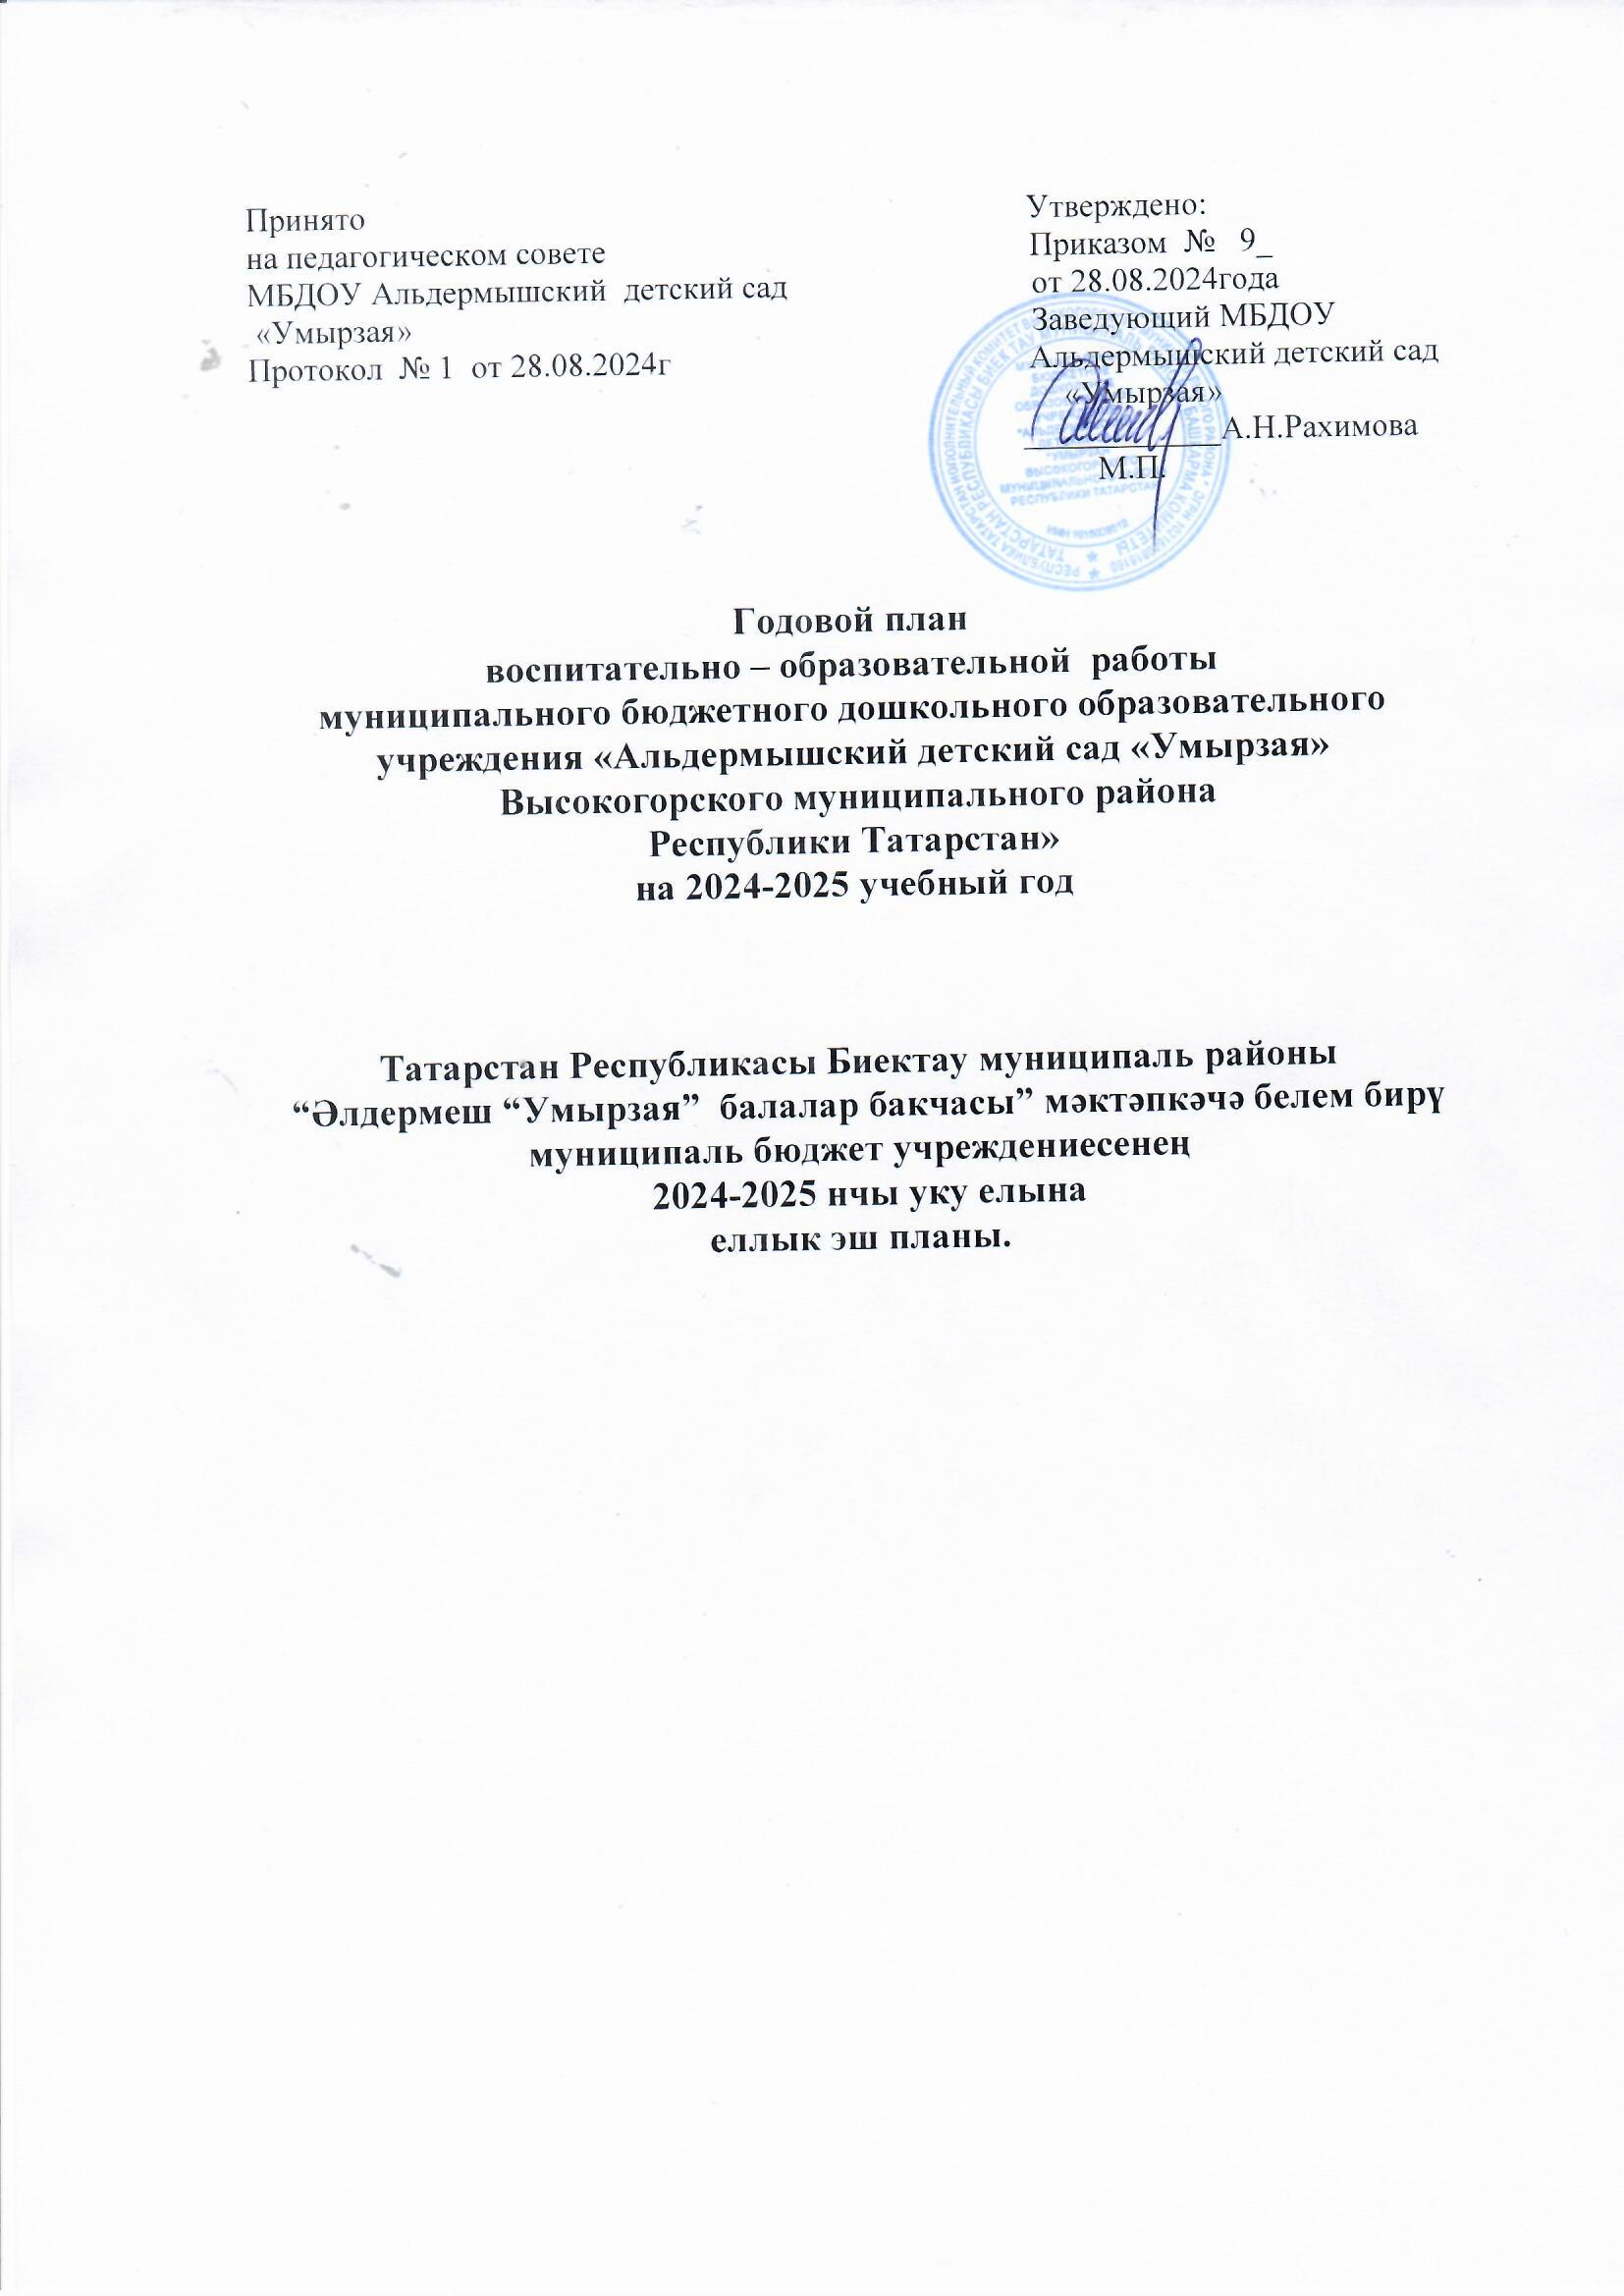 Принято
на педагогическом совете
МБДОУ Альдермышский детский сад
«Умырзая»
Протокол № 1 от 28.08.2024г
Утверждено:
Приказом № 9_
от 28.08.2024года
Заведующий МБДОУ
Альдермышский детский сад
«Умырзая»
____________А.Н.Рахимова
М.П.
Годовой план
воспитательно – образовательной работы
муниципального бюджетного дошкольного образовательного
учреждения «Альдермышский детский сад «Умырзая»
Высокогорского муниципального района
Республики Татарстан»
на 2024-2025 учебный год
Татарстан Республикасы Биектау муниципаль районы
“Әлдермеш “Умырзая” балалар бакчасы” мәктәпкәчә белем бирү
муниципаль бюджет учреждениесенең
2024-2025 нчы уку елына
еллык эш планы.